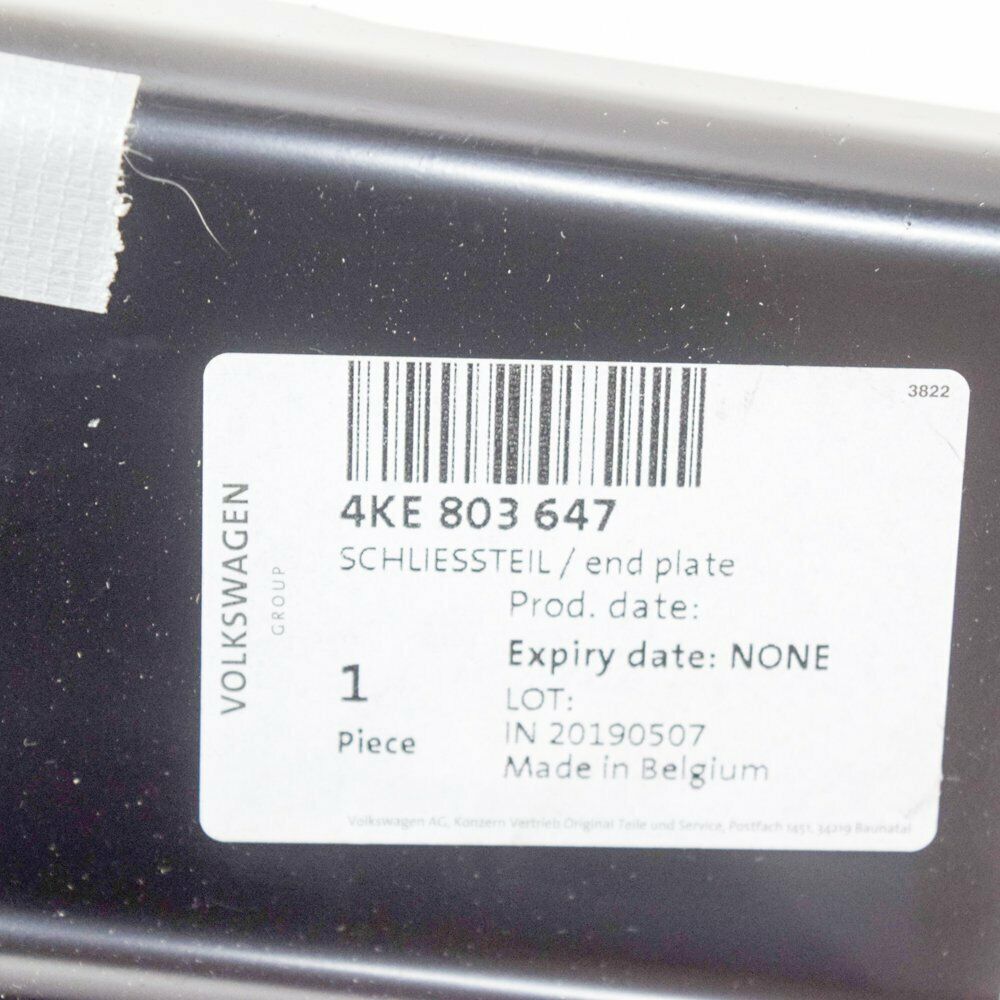 3822
4KE 803 647
SCHLIESSTEIL / end plate
Prod. date:
Expiry date: NONE
LOT:
IN 20190507
Made in Belgium
1
Piece
VOLKSWAGEN
GROUP
Volkswagen AG, Konzern Vertrieb Original Teile und Service, Postfach 1451, 34219 Baunatal